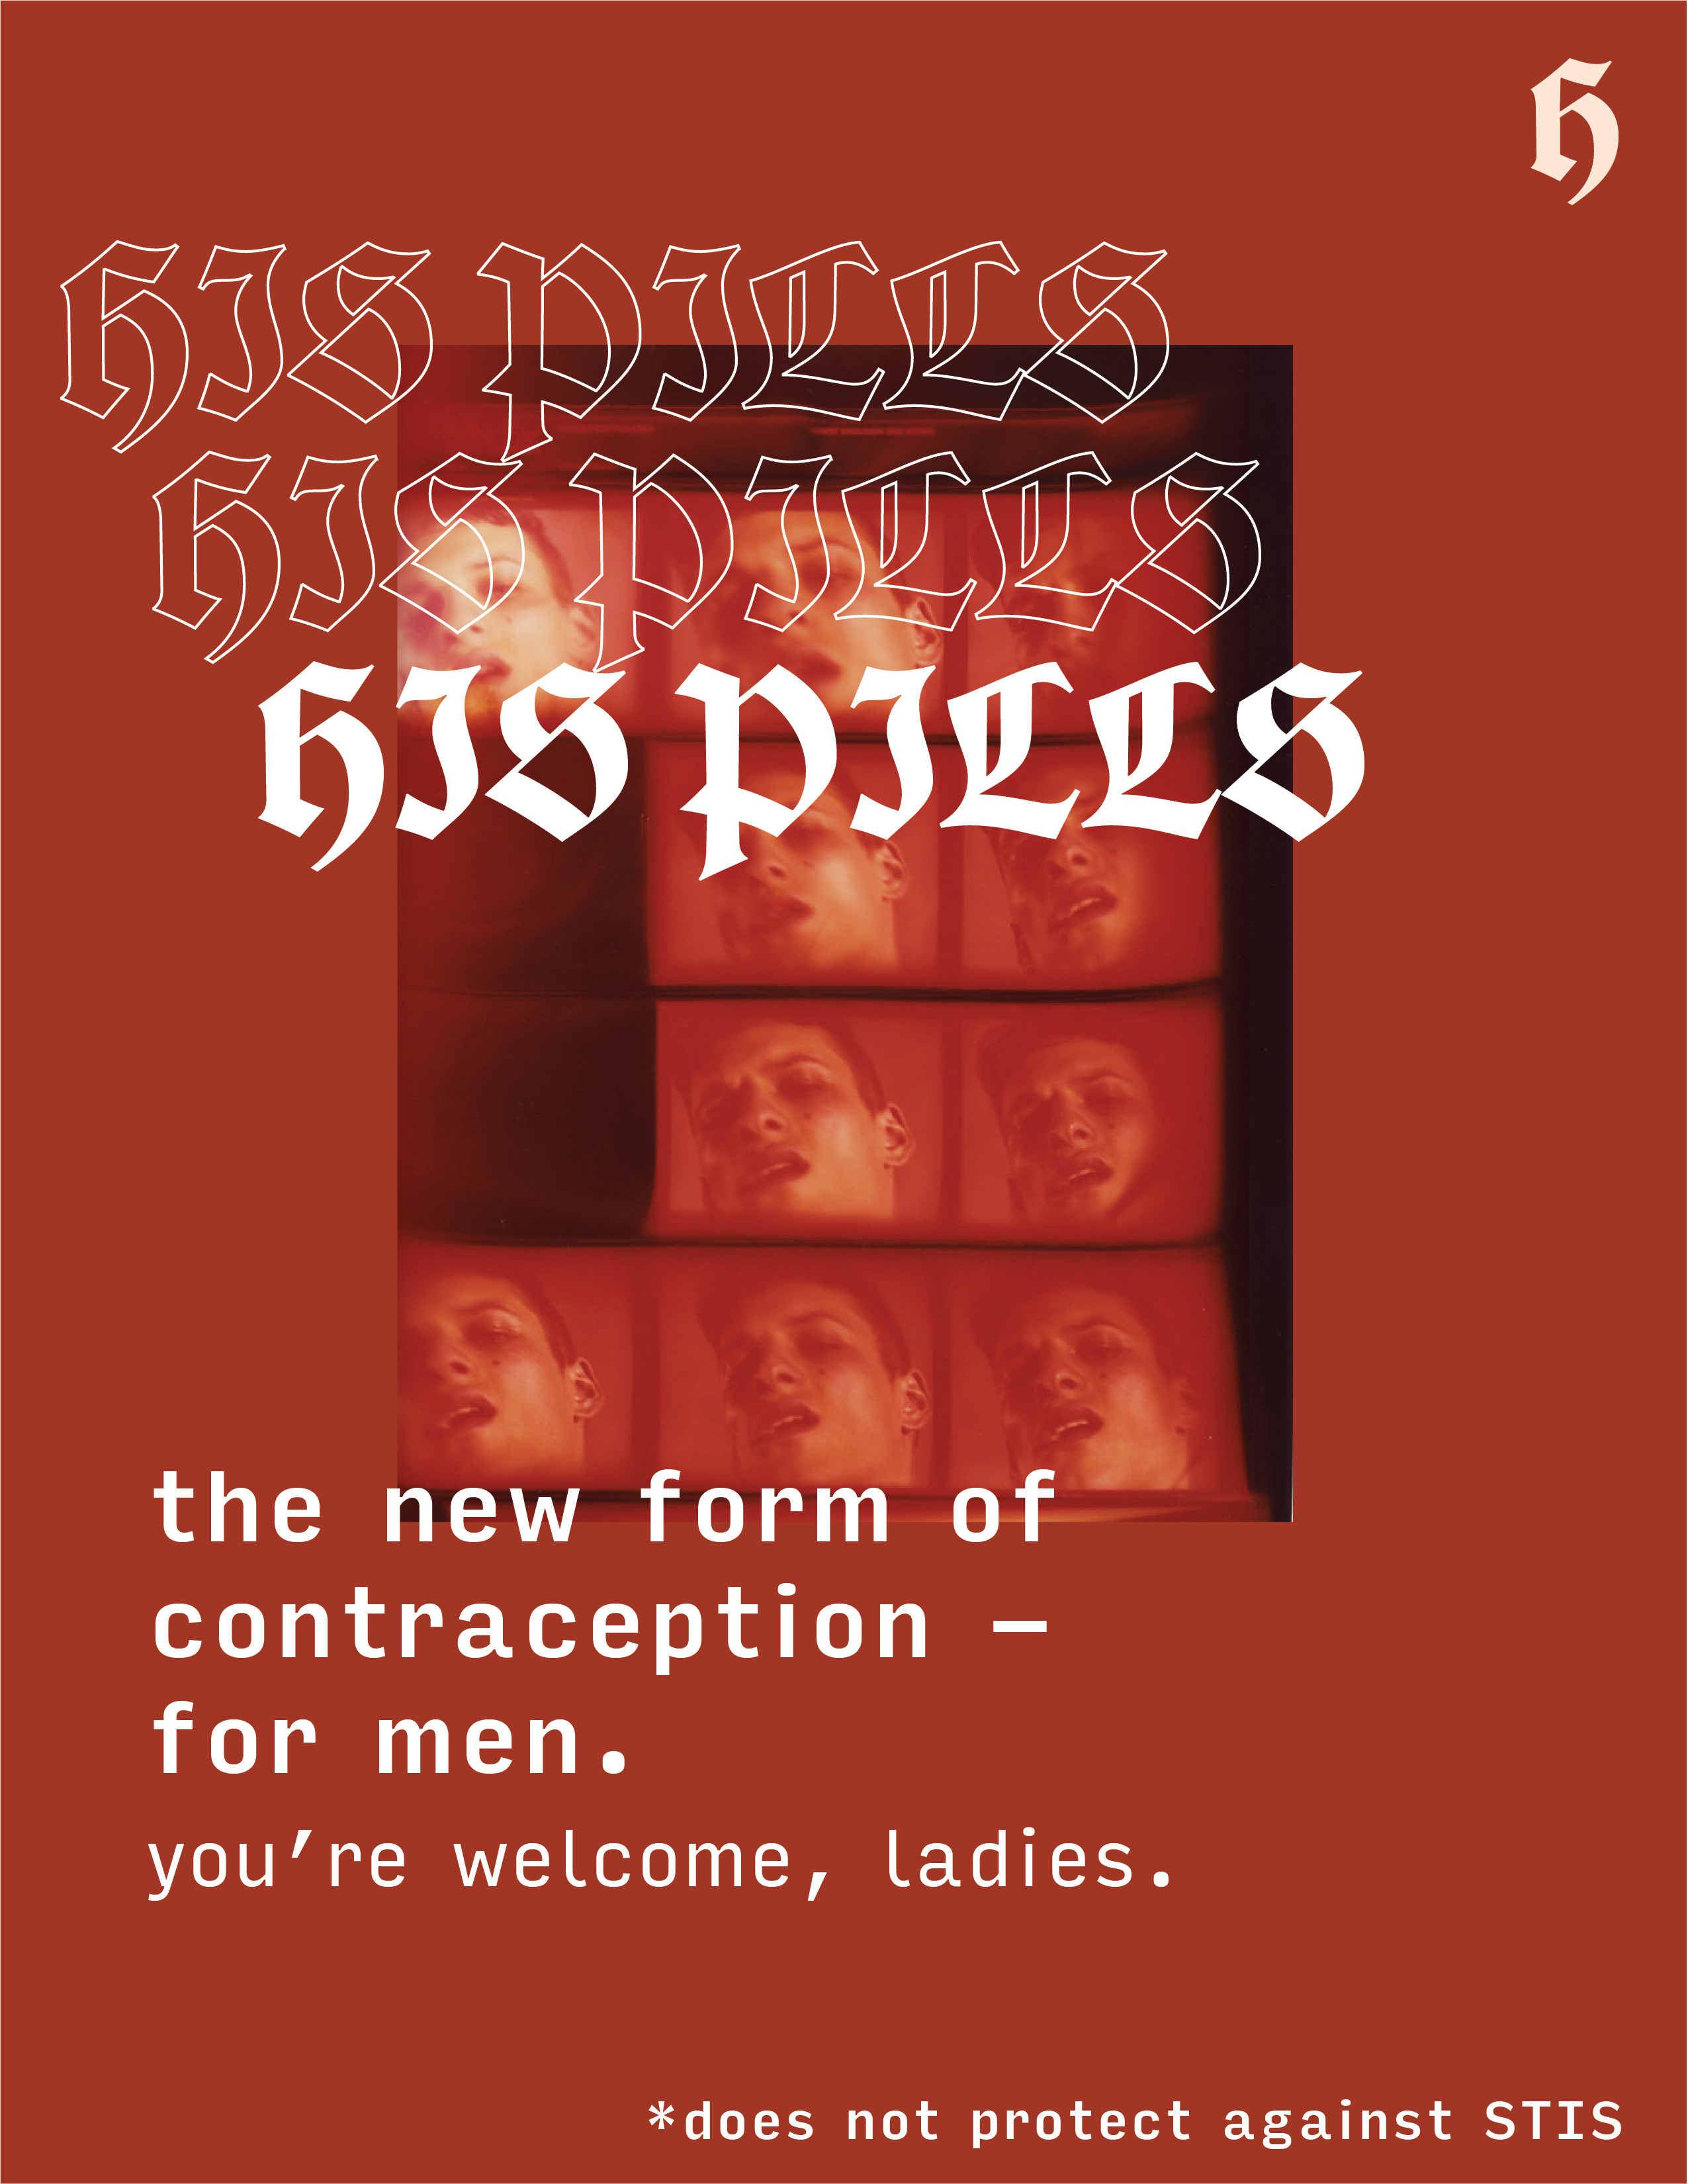 H
HIS PILLS
HIS PILLS
HIS PILLS
the new form of
contraception –
for men.
you’re welcome, ladies.
*does not protect against STIS